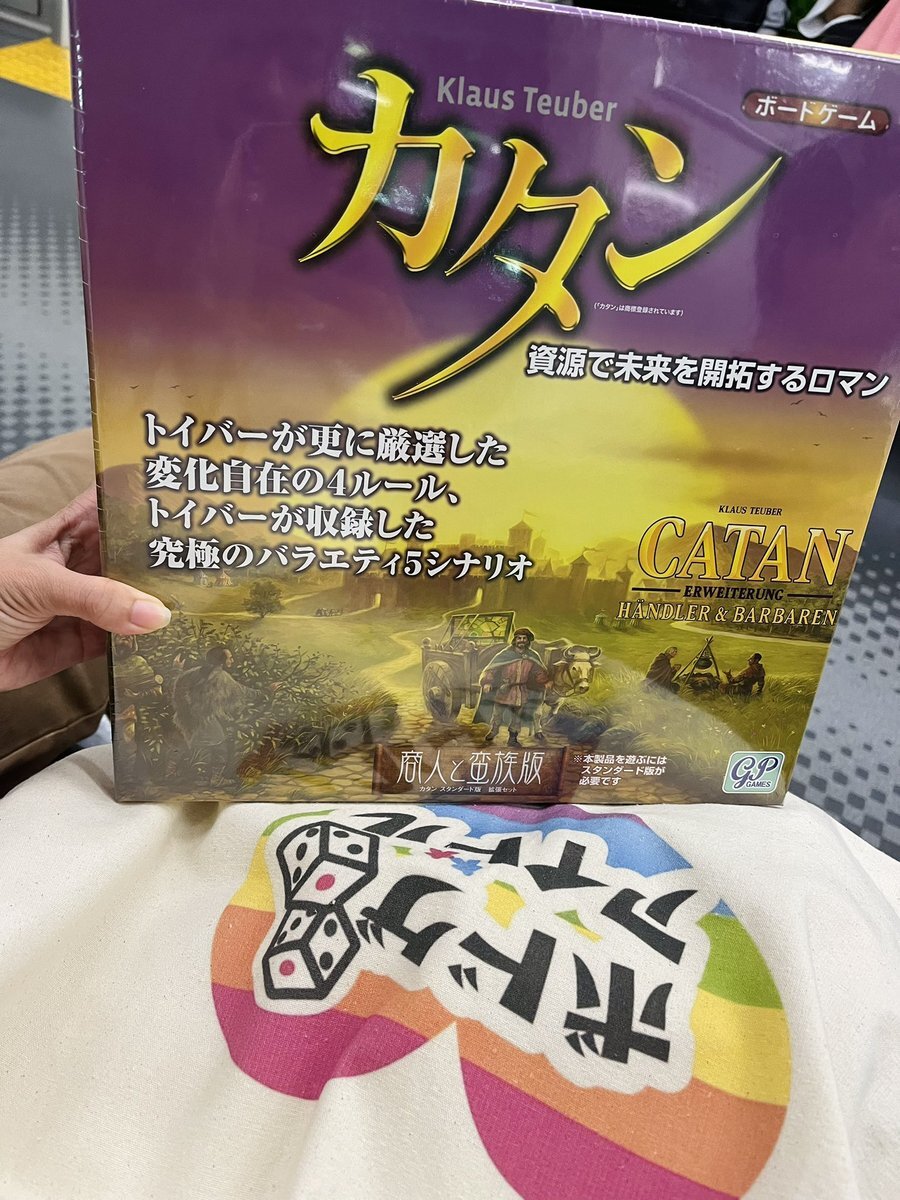 Klaus Teuber
ボードゲーム
カタン
(「カタン」は商標登録されています)
資源で未来を開拓するロマン
トイバーが更に厳選した
変化自在の4ルール、
トイバーが収録した
究極のバラエティ5シナリオ
KLAUS TEUBER
CATAN
ERWEITERUNG
HÄNDLER & BARBAREN
商人と蛮族版
カタン スタンダード版 拡張セット
※本製品を遊ぶには
スタンダード版が
必要です
GP
GAMES
ボドゲ